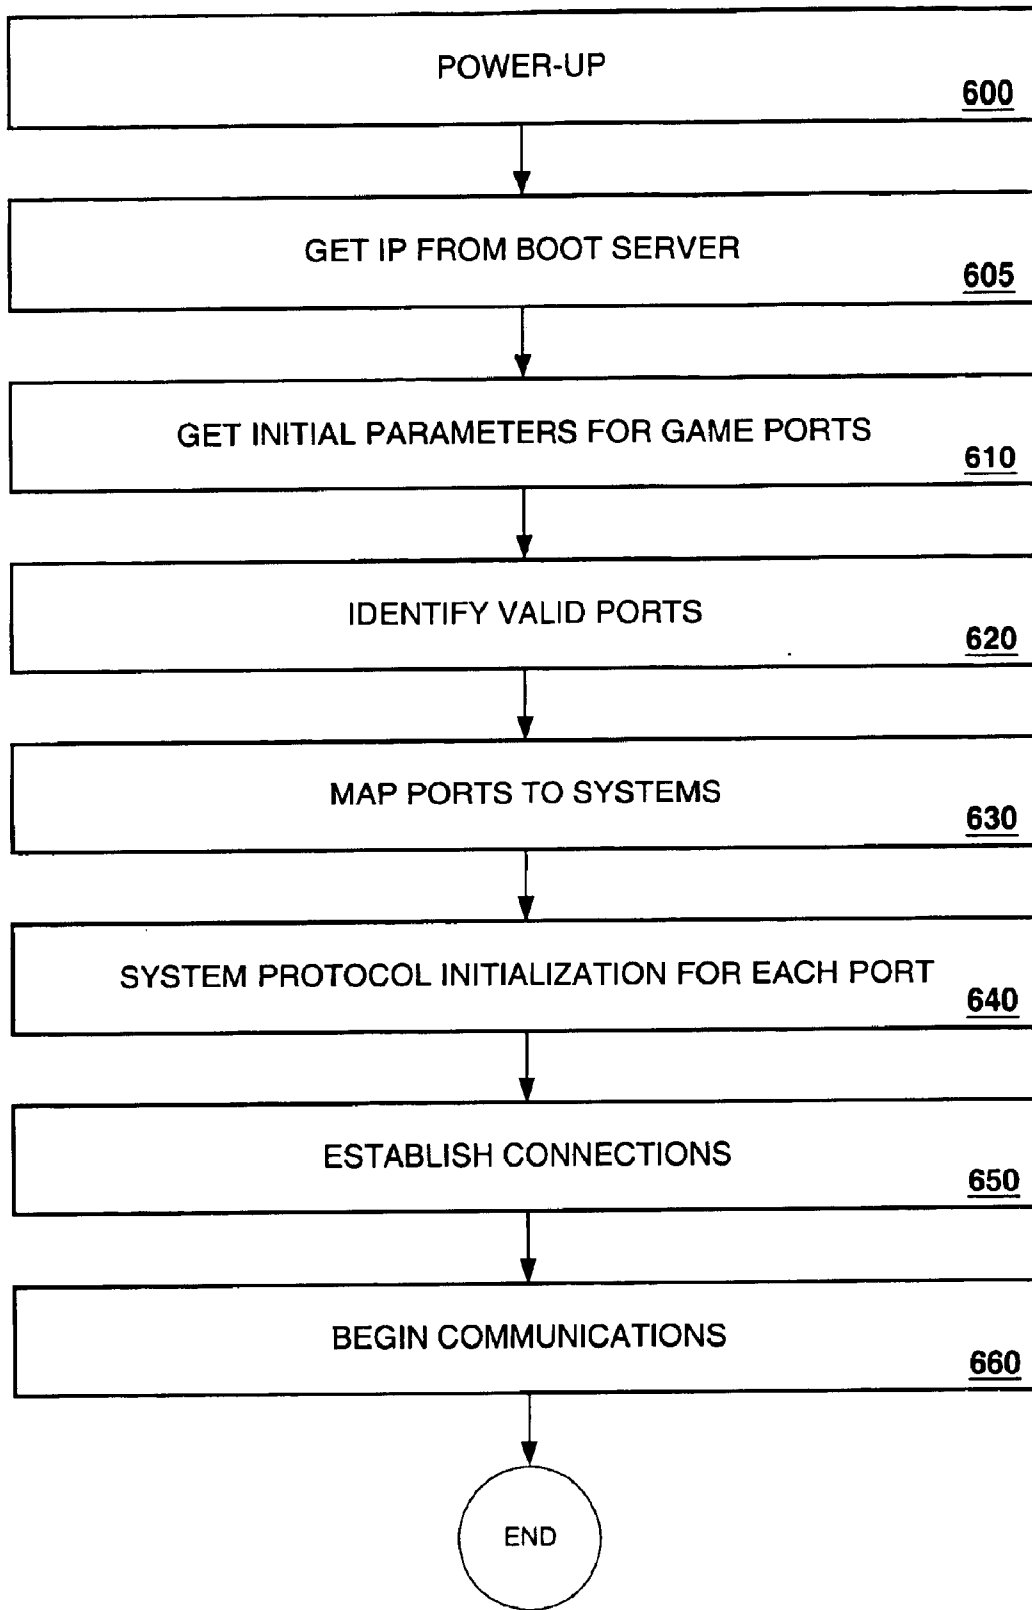 POWER-UP
600
GET IP FROM BOOT SERVER
605
GET INITIAL PARAMETERS FOR GAME PORTS
610
IDENTIFY VALID PORTS
620
MAP PORTS TO SYSTEMS
630
SYSTEM PROTOCOL INITIALIZATION FOR EACH PORT
640
ESTABLISH CONNECTIONS
650
BEGIN COMMUNICATIONS
660
END